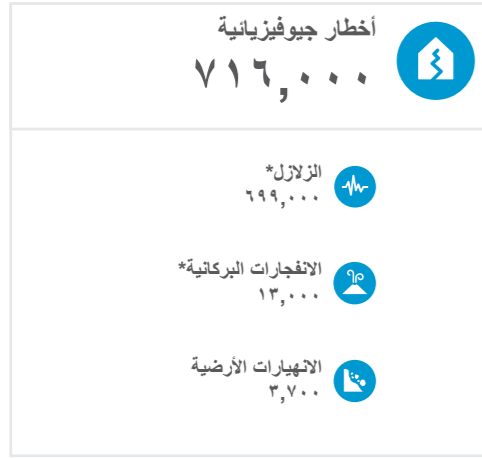 أخطار جيوفيزيائية
٧١٦,٠٠٠
الزلازل*
٦٩٩,٠٠٠
الانفجارات البركانية*
١٣,٠٠٠
الانهيارات الأرضية
٣,٧٠٠